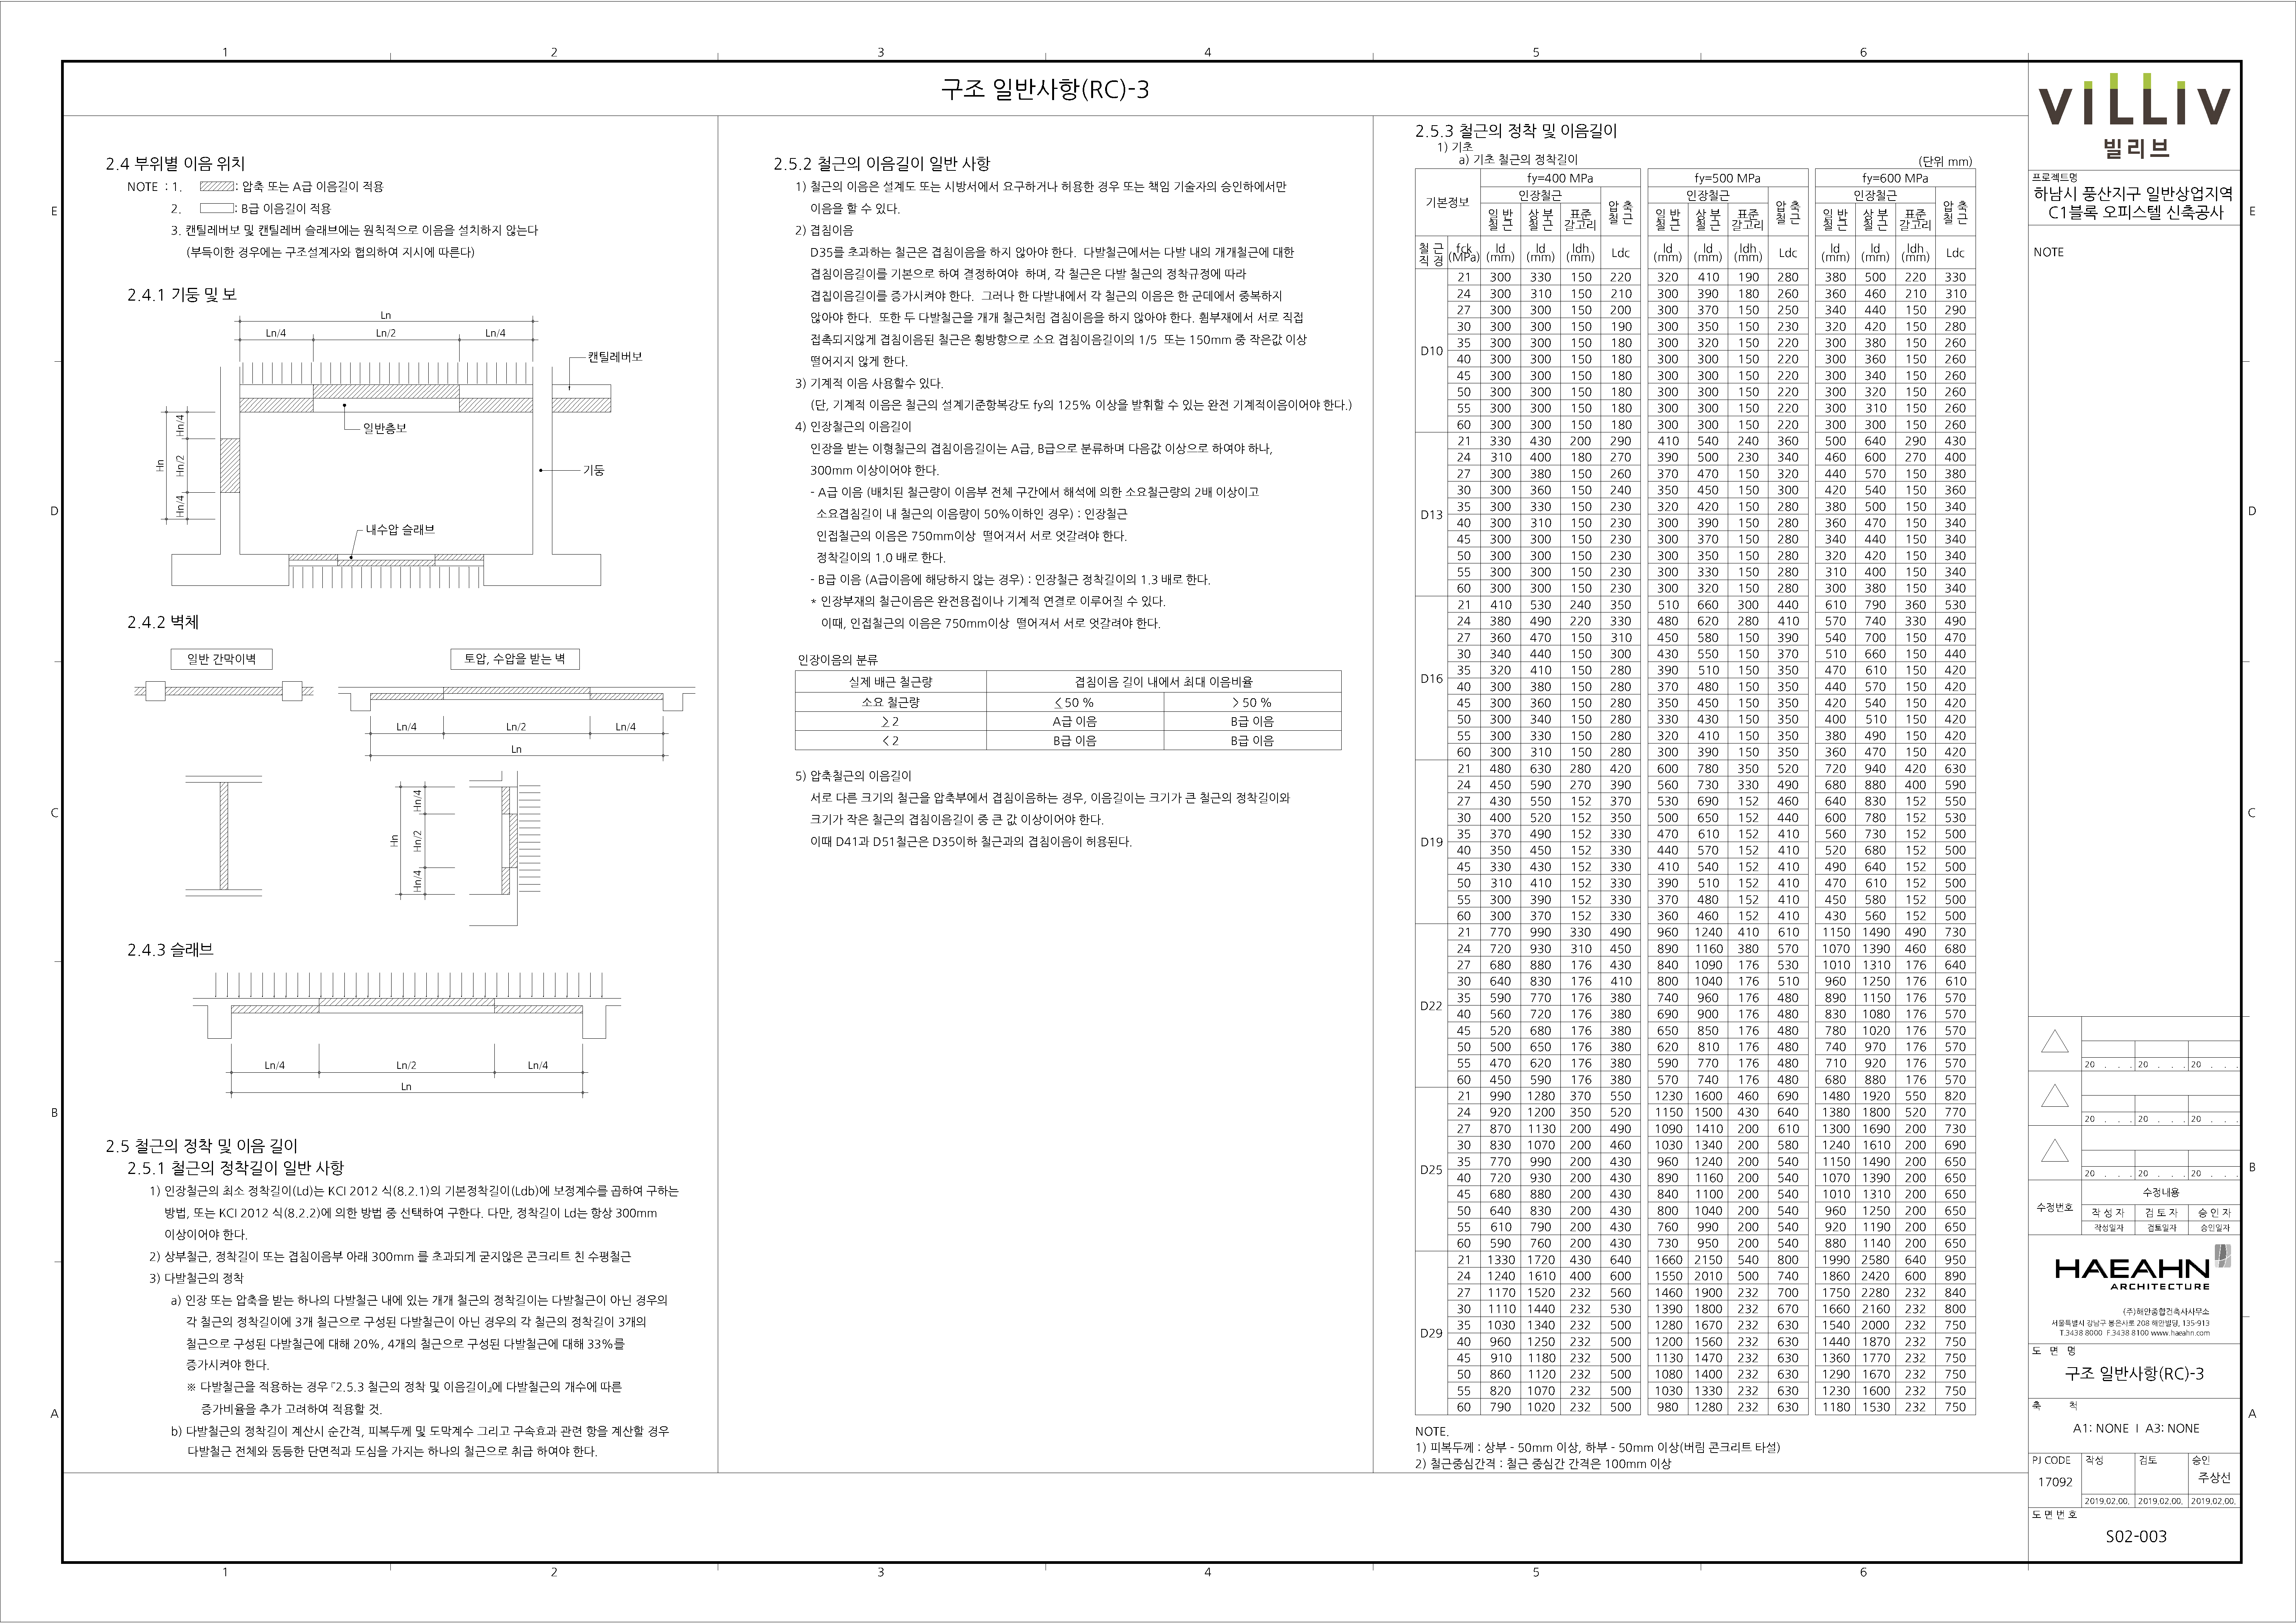 구조 일반사항(RC)-3
2.4 부위별 이음 위치
NOTE : 1. : 압축 또는 A급 이음길이 적용
2. : B급 이음길이 적용
3. 캔틸레버보 및 캔틸레버 슬래브에는 원칙적으로 이음을 설치하지 않는다
(부득이한 경우에는 구조설계자와 협의하여 지시에 따른다)
2.4.1 기둥 및 보
Ln
Ln/4 Ln/2 Ln/4
캔틸레버보
일반층보
기둥
Hn
Hn/4
Hn/2
Hn/4
내수압 슬래브
2.4.2 벽체
일반 간막이벽
토압, 수압을 받는 벽
Ln/4 Ln/2 Ln/4
Ln
Hn
Hn/4
Hn/2
Hn/4
2.4.3 슬래브
Ln/4 Ln/2 Ln/4
Ln
2.5 철근의 정착 및 이음 길이
2.5.1 철근의 정착길이 일반 사항
1) 인장철근의 최소 정착길이(Ld)는 KCI 2012 식(8.2.1)의 기본정착길이(Ldb)에 보정계수를 곱하여 구하는
방법, 또는 KCI 2012 식(8.2.2)에 의한 방법 중 선택하여 구한다. 다만, 정착길이 Ld는 항상 300mm
이상이어야 한다.
2) 상부철근, 정착길이 또는 겹침이음부 아래 300mm 를 초과되게 굳지않은 콘크리트 친 수평철근
3) 다발철근의 정착
a) 인장 또는 압축을 받는 하나의 다발철근 내에 있는 개개 철근의 정착길이는 다발철근이 아닌 경우의
각 철근의 정착길이에 3개 철근으로 구성된 다발철근이 아닌 경우의 각 철근의 정착길이 3개의
철근으로 구성된 다발철근에 대해 20%, 4개의 철근으로 구성된 다발철근에 대해 33%를
증가시켜야 한다.
※ 다발철근을 적용하는 경우 『2.5.3 철근의 정착 및 이음길이』에 다발철근의 개수에 따른
증가비율을 추가 고려하여 적용할 것.
b) 다발철근의 정착길이 계산시 순간격, 피복두께 및 도막계수 그리고 구속효과 관련 항을 계산할 경우
다발철근 전체와 동등한 단면적과 도심을 가지는 하나의 철근으로 취급 하여야 한다.
2.5.2 철근의 이음길이 일반 사항
1) 철근의 이음은 설계도 또는 시방서에서 요구하거나 허용한 경우 또는 책임 기술자의 승인하에서만
이음을 할 수 있다.
2) 겹침이음
D35를 초과하는 철근은 겹침이음을 하지 않아야 한다. 다발철근에서는 다발 내의 개개철근에 대한
겹침이음길이를 기본으로 하여 결정하여야 하며, 각 철근은 다발 철근의 정착규정에 따라
겹침이음길이를 증가시켜야 한다. 그러나 한 다발내에서 각 철근의 이음은 한 군데에서 중복하지
않아야 한다. 또한 두 다발철근을 개개 철근처럼 겹침이음을 하지 않아야 한다. 휨부재에서 서로 직접
접촉되지않게 겹침이음된 철근은 횡방향으로 소요 겹침이음길이의 1/5 또는 150mm 중 작은값 이상
떨어지지 않게 한다.
3) 기계적 이음 사용할수 있다.
(단, 기계적 이음은 철근의 설계기준항복강도 fy의 125% 이상을 발휘할 수 있는 완전 기계적이음이어야 한다.)
4) 인장철근의 이음길이
인장을 받는 이형철근의 겹침이음길이는 A급, B급으로 분류하며 다음값 이상으로 하여야 하나,
300mm 이상이어야 한다.
- A급 이음 (배치된 철근량이 이음부 전체 구간에서 해석에 의한 소요철근량의 2배 이상이고
소요겹침길이 내 철근의 이음량이 50%이하인 경우) : 인장철근
인접철근의 이음은 750mm이상 떨어져서 서로 엇갈려야 한다.
정착길이의 1.0 배로 한다.
- B급 이음 (A급이음에 해당하지 않는 경우) : 인장철근 정착길이의 1.3 배로 한다.
* 인장부재의 철근이음은 완전용접이나 기계적 연결로 이루어질 수 있다.
이때, 인접철근의 이음은 750mm이상 떨어져서 서로 엇갈려야 한다.
인장이음의 분류
실제 배근 철근량 겹침이음 길이 내에서 최대 이음비율
소요 철근량 ≤ 50 % > 50 %
≥ 2 A급 이음 B급 이음
< 2 B급 이음 B급 이음
5) 압축철근의 이음길이
서로 다른 크기의 철근을 압축부에서 겹침이음하는 경우, 이음길이는 크기가 큰 철근의 정착길이와
크기가 작은 철근의 겹침이음길이 중 큰 값 이상이어야 한다.
이때 D41과 D51철근은 D35이하 철근과의 겹침이음이 허용된다.
2.5.3 철근의 정착 및 이음길이
1) 기초
a) 기초 철근의 정착길이
(단위 mm)
기본정보 fy=400 MPa fy=500 MPa fy=600 MPa
인장철근 압축철근 인장철근 압축철근 인장철근 압축철근
일반철근 상부철근 표준갈고리 일반철근 상부철근 표준갈고리 일반철근 상부철근 표준갈고리
철근직경 fck (MPa) ld (mm) ld (mm) ldh (mm) Ldc ld (mm) ld (mm) ldh (mm) Ldc ld (mm) ld (mm) ldh (mm) Ldc
D10
21 300 330 150 220 320 410 190 280 380 500 220 330
24 300 310 150 210 300 390 180 260 360 460 210 310
27 300 300 150 200 300 370 150 250 340 440 150 290
30 300 300 150 190 300 350 150 230 320 420 150 280
35 300 300 150 180 300 320 150 220 300 380 150 260
40 300 300 150 180 300 300 150 220 300 360 150 260
45 300 300 150 180 300 300 150 220 300 340 150 260
50 300 300 150 180 300 300 150 220 300 320 150 260
55 300 300 150 180 300 300 150 220 300 310 150 260
60 300 300 150 180 300 300 150 220 300 300 150 260
D13
21 330 430 200 290 410 540 240 360 500 640 290 430
24 310 400 180 270 390 500 230 340 460 600 270 400
27 300 380 150 260 370 470 150 320 440 570 150 380
30 300 360 150 240 350 450 150 300 420 540 150 360
35 300 330 150 230 320 420 150 280 380 500 150 340
40 300 310 150 230 300 390 150 280 360 470 150 340
45 300 300 150 230 300 370 150 280 340 440 150 340
50 300 300 150 230 300 350 150 280 320 420 150 340
55 300 300 150 230 300 330 150 280 310 400 150 340
60 300 300 150 230 300 320 150 280 300 380 150 340
D16
21 410 530 240 350 510 660 300 440 610 790 360 530
24 380 490 220 330 480 620 280 410 570 740 330 490
27 360 470 150 310 450 580 150 390 540 700 150 470
30 340 440 150 300 430 550 150 370 510 660 150 440
35 320 410 150 280 390 510 150 350 470 610 150 420
40 300 380 150 280 370 480 150 350 440 570 150 420
45 300 360 150 280 350 450 150 350 420 540 150 420
50 300 340 150 280 330 430 150 350 400 510 150 420
55 300 330 150 280 320 410 150 350 380 490 150 420
60 300 310 150 280 300 390 150 350 360 470 150 420
D19
21 480 630 280 420 600 780 350 520 720 940 420 630
24 450 590 270 390 560 730 330 490 680 880 400 590
27 430 550 152 370 530 690 152 460 640 830 152 550
30 400 520 152 350 500 650 152 440 600 780 152 530
35 370 490 152 330 470 610 152 410 560 730 152 500
40 350 450 152 330 440 570 152 410 520 680 152 500
45 330 430 152 330 410 540 152 410 490 640 152 500
50 310 410 152 330 390 510 152 410 470 610 152 500
55 300 390 152 330 370 480 152 410 450 580 152 500
60 300 370 152 330 360 460 152 410 430 560 152 500
D22
21 770 990 330 490 960 1240 410 610 1150 1490 490 730
24 720 930 310 450 890 1160 380 570 1070 1390 460 680
27 680 880 176 430 840 1090 176 530 1010 1310 176 640
30 640 830 176 410 800 1040 176 510 960 1250 176 610
35 590 770 176 380 740 960 176 480 890 1150 176 570
40 560 720 176 380 690 900 176 480 830 1080 176 570
45 520 680 176 380 650 850 176 480 780 1020 176 570
50 500 650 176 380 620 810 176 480 740 970 176 570
55 470 620 176 380 590 770 176 480 710 920 176 570
60 450 590 176 380 570 740 176 480 680 880 176 570
D25
21 990 1280 370 550 1230 1600 460 690 1480 1920 550 820
24 920 1200 350 520 1150 1500 430 640 1380 1800 520 770
27 870 1130 200 490 1090 1410 200 610 1300 1690 200 730
30 830 1070 200 460 1030 1340 200 580 1240 1610 200 690
35 770 990 200 430 960 1240 200 540 1150 1490 200 650
40 720 930 200 430 890 1160 200 540 1070 1390 200 650
45 680 880 200 430 840 1100 200 540 1010 1310 200 650
50 640 830 200 430 800 1040 200 540 960 1250 200 650
55 610 790 200 430 760 990 200 540 920 1190 200 650
60 590 760 200 430 730 950 200 540 880 1140 200 650
D29
21 1330 1720 430 640 1660 2150 540 800 1990 2580 640 950
24 1240 1610 400 600 1550 2010 500 740 1860 2420 600 890
27 1170 1520 232 560 1460 1900 232 700 1750 2280 232 840
30 1110 1440 232 530 1390 1800 232 670 1660 2160 232 800
35 1030 1340 232 500 1280 1670 232 630 1540 2000 232 750
40 960 1250 232 500 1200 1560 232 630 1440 1870 232 750
45 910 1180 232 500 1130 1470 232 630 1360 1770 232 750
50 860 1120 232 500 1080 1400 232 630 1290 1670 232 750
55 820 1070 232 500 1030 1330 232 630 1230 1600 232 750
60 790 1020 232 500 980 1280 232 630 1180 1530 232 750
NOTE.
1) 피복두께 : 상부 - 50mm 이상, 하부 - 50mm 이상(버림 콘크리트 타설)
2) 철근중심간격 : 철근 중심간 간격은 100mm 이상
VILLIV
빌리브
프로젝트명
하남시 풍산지구 일반상업지역
C1블록 오피스텔 신축공사
NOTE
20 . . . 20 . . . 20 . . .
20 . . . 20 . . . 20 . . .
20 . . . 20 . . . 20 . . .
수정번호 수정내용
작 성 자 검 토 자 승 인 자
작성일자 검토일자 승인일자
HAEAHN
ARCHITECTURE
(주)해안종합건축사사무소
서울특별시 강남구 봉은사로 208 해안빌딩, 135-913
T.3438 8000 F.3438 8100 www.haeahn.com
도 면 명
구조 일반사항(RC)-3
축 척
A1: NONE | A3: NONE
PJ CODE 작성 검토 승인
17092 주상선
2019.02.00. 2019.02.00. 2019.02.00.
도 면 번 호
S02-003
1 2 3 4 5 6
1 2 3 4 5 6
E D C B A
E D C B A